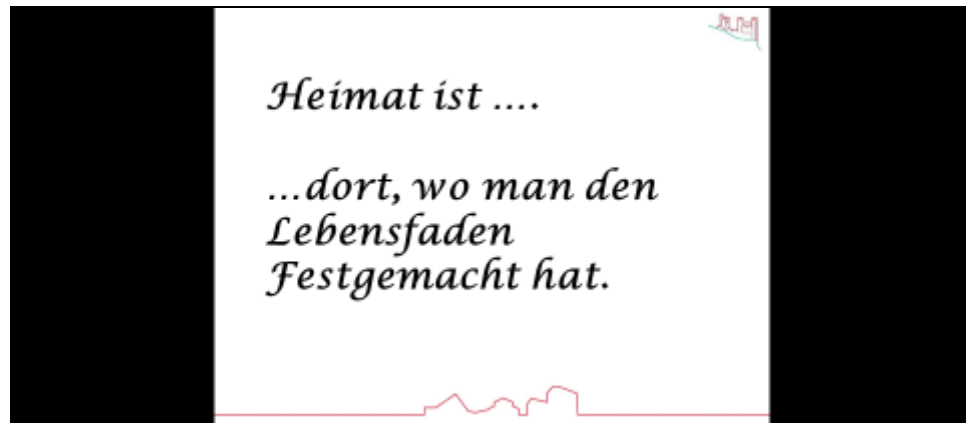 Heimat ist ....
...dort, wo man den
Lebensfaden
Festgemacht hat.